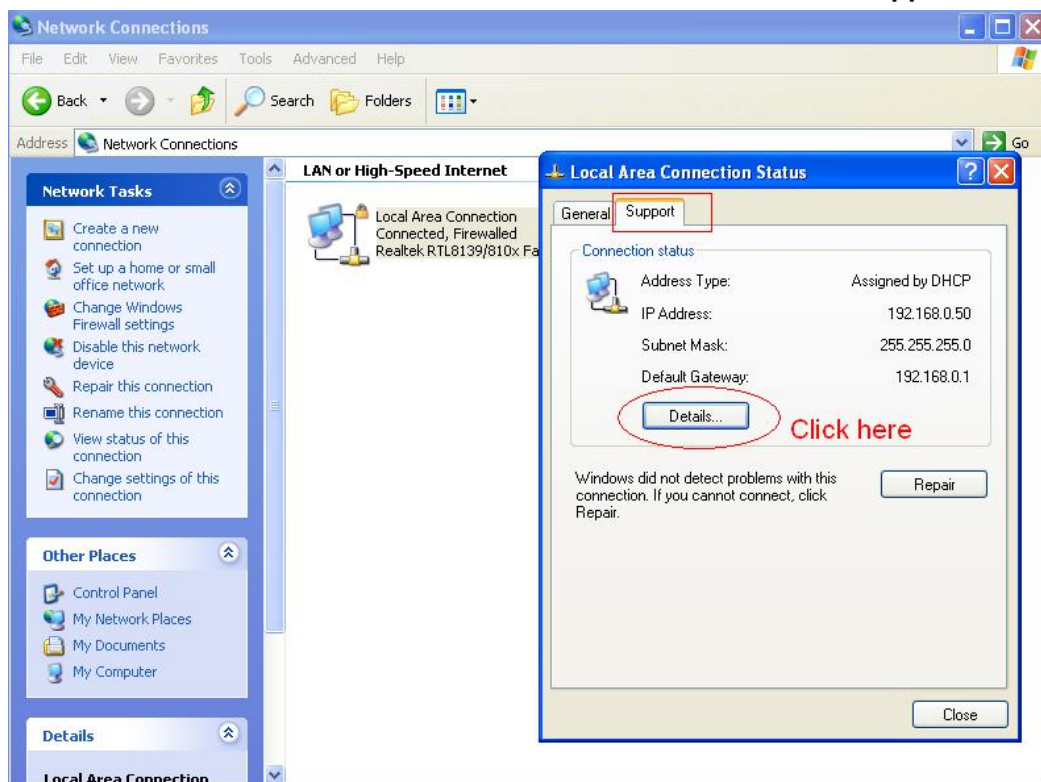 Network Connections
File Edit View Favorites Tools Advanced Help
Back Search Folders
Address Network Connections Go
Network Tasks
Create a new
connection
Set up a home or small
office network
Change Windows
Firewall settings
Disable this network
device
Repair this connection
Rename this connection
View status of this
connection
Change settings of this
connection
Other Places
Control Panel
My Network Places
My Documents
My Computer
Details
Local Area Connection
LAN or High-Speed Internet
Local Area Connection
Connected, Firewalled
Realtek RTL8139/810x Fa
Local Area Connection Status
General Support
Connection status
Address Type: Assigned by DHCP
IP Address: 192.168.0.50
Subnet Mask: 255.255.255.0
Default Gateway: 192.168.0.1
Details...
Click here
Windows did not detect problems with this
connection. If you cannot connect, click
Repair.
Repair
Close